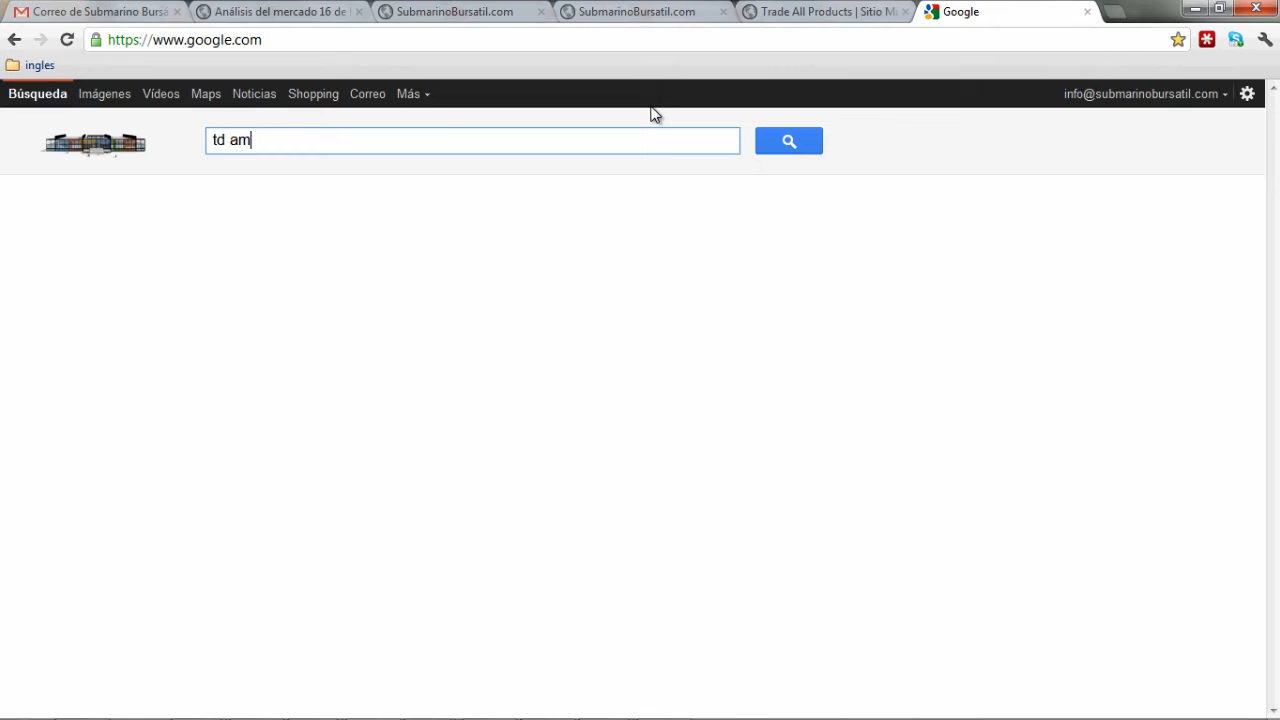 Correo de Submarino Bursá
Análisis del mercado 16 de
SubmarinoBursatil.com
SubmarinoBursatil.com
Trade All Products | Sitio M
Google
https://www.google.com
ingles
Búsqueda Imágenes Vídeos Maps Noticias Shopping Correo Más
info@submarinobursatil.com
td am